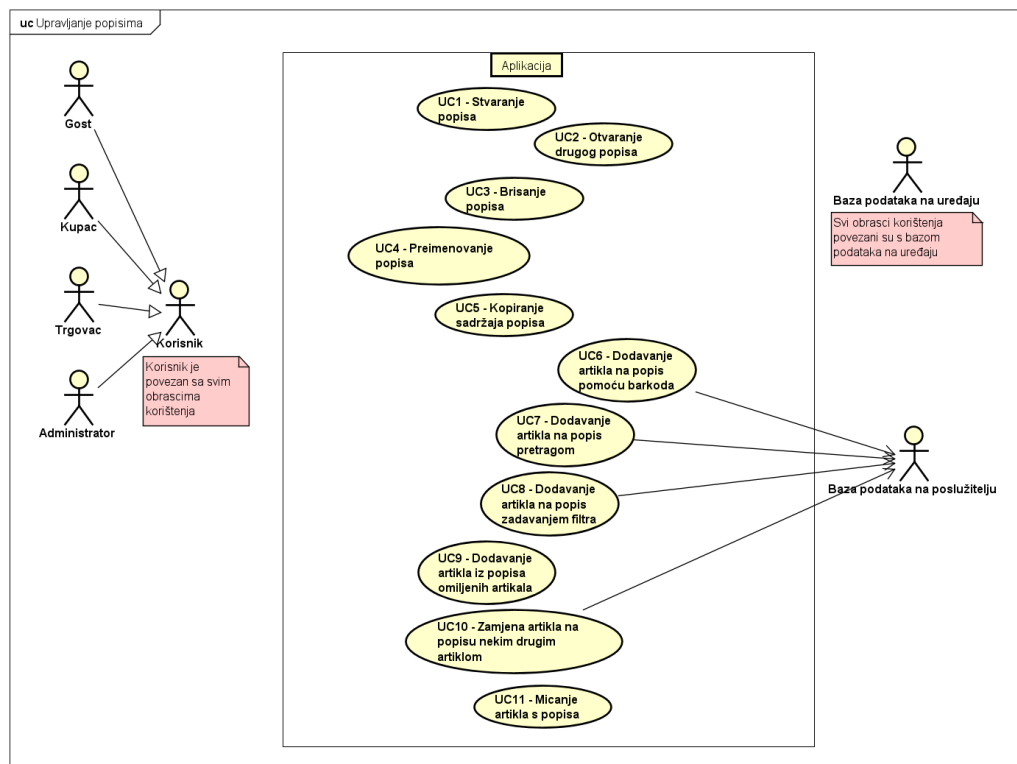 uc Upravljanje popisima
Gost
Kupac
Trgovac
Administrator
Korisnik
Korisnik je
povezan sa svim
obrascima
korištenja
Aplikacija
UC1 - Stvaranje
popisa
UC2 - Otvaranje
drugog popisa
UC3 - Brisanje
popisa
UC4 - Preimenovanje
popisa
UC5 - Kopiranje
sadržaja popisa
UC6 - Dodavanje
artikla na popis
pomoću barkoda
UC7 - Dodavanje
artikla na popis
pretragom
UC8 - Dodavanje
artikla na popis
zadavanjem filtra
UC9 - Dodavanje
artikla iz popisa
omiljenih artikala
UC10 - Zamjena artikla na
popisu nekim drugim
artiklom
UC11 - Micanje
artikla s popisa
Baza podataka na uređaju
Svi obrasci korištenja
povezani su s bazom
podataka na uređaju
Baza podataka na poslužitelju